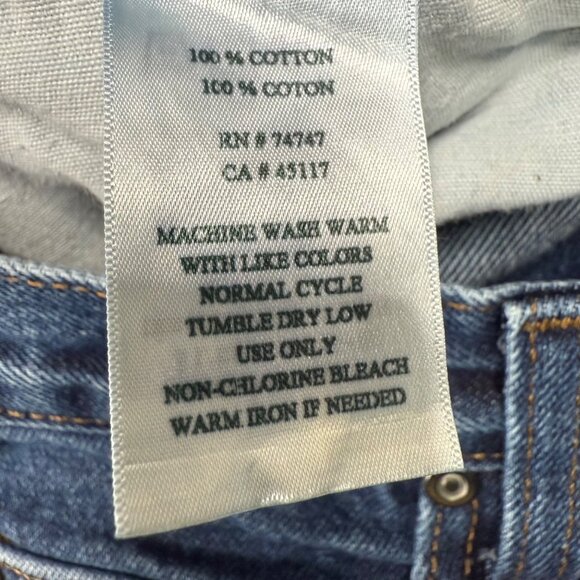 100 % COTTON
100 % COTON
RN # 74747
CA # 45117
MACHINE WASH WARM
WITH LIKE COLORS
NORMAL CYCLE
TUMBLE DRY LOW
USE ONLY
NON-CHLORINE BLEACH
WARM IRON IF NEEDED